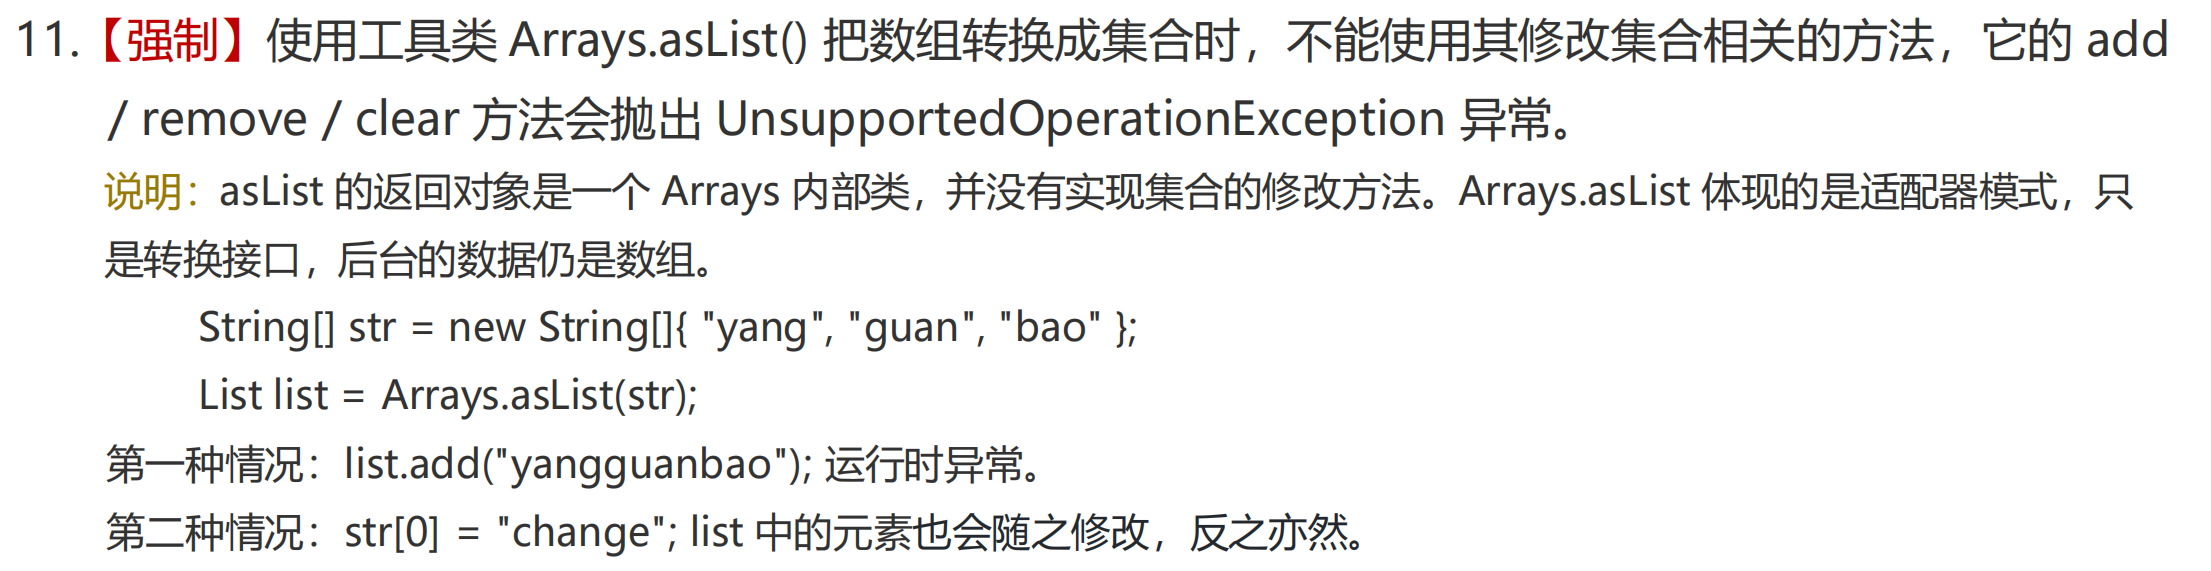 11.【强制】使用工具类 Arrays.asList() 把数组转换成集合时，不能使用其修改集合相关的方法，它的 add
/ remove / clear 方法会抛出 UnsupportedOperationException 异常。
说明：asList 的返回对象是一个 Arrays 内部类，并没有实现集合的修改方法。Arrays.asList 体现的是适配器模式，只
是转换接口，后台的数据仍是数组。
String[] str = new String[]{ "yang", "guan", "bao" };
List list = Arrays.asList(str);
第一种情况：list.add("yangguanbao"); 运行时异常。
第二种情况：str[0] = "change"; list 中的元素也会随之修改，反之亦然。